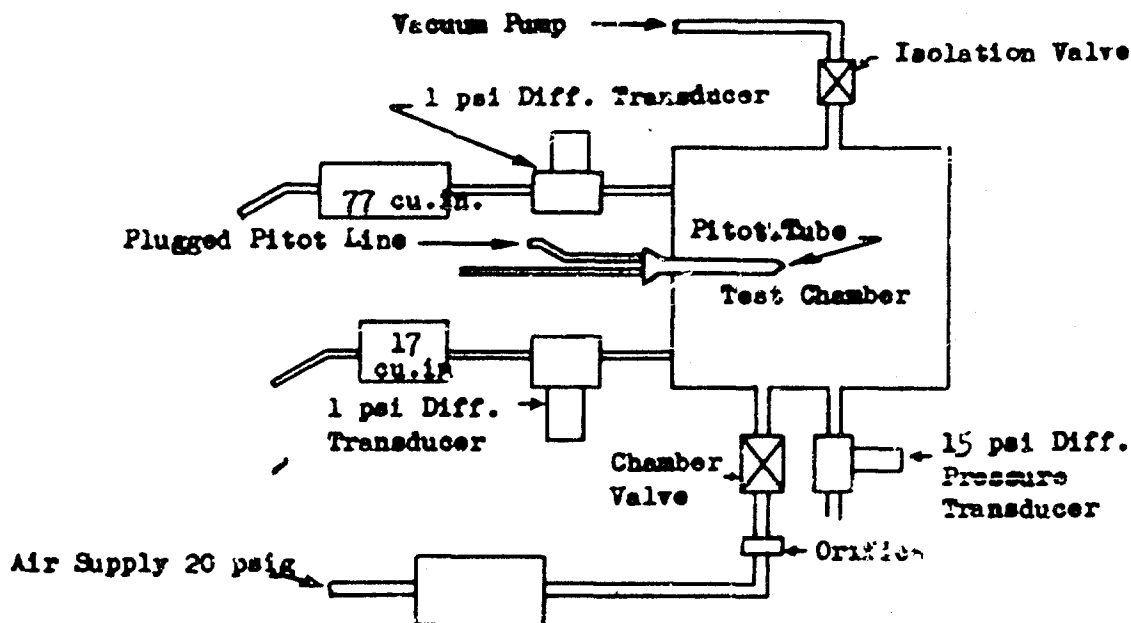 Vacuum Pump
Isolation Valve
1 psi Diff. Transducer
77 cu.in.
Plugged Pitot Line
Pitot Tube
Test Chamber
17
cu.in
1 psi Diff.
Transducer
Chamber
Valve
15 psi Diff.
Pressure
Transducer
Orifice
Air Supply 20 psig